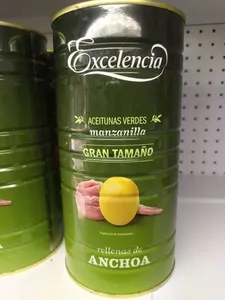 Excelencia
ACEITUNAS VERDES
manzanilla
GRAN TAMAÑO
rellenas de
ANCHOA